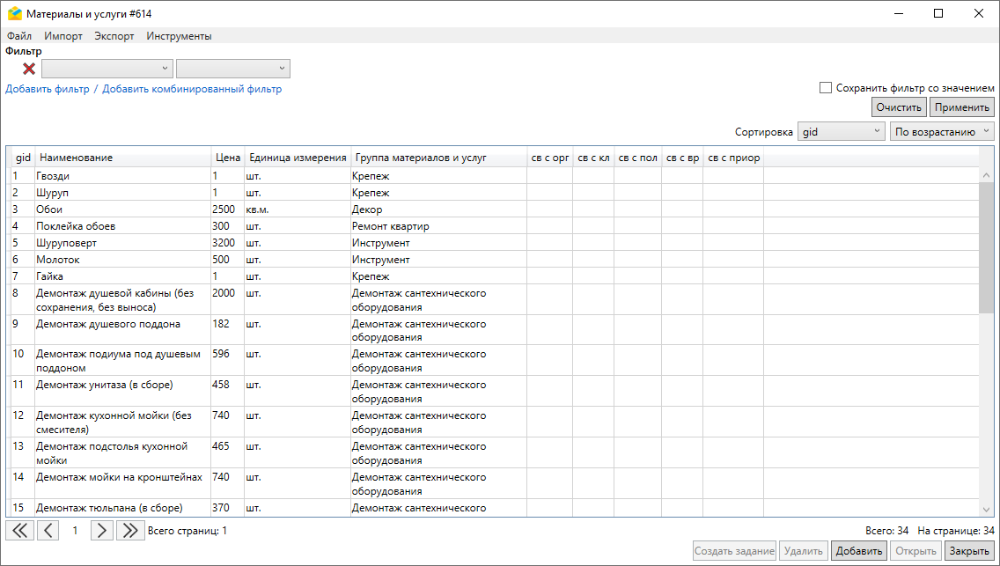 Материалы и услуги #614
Файл Импорт Экспорт Инструменты
Фильтр
Добавить фильтр / Добавить комбинированный фильтр
Сохранить фильтр со значением
Очистить Применить
Сортировка gid По возрастанию
gid Наименование Цена Единица измерения Группа материалов и услуг св с орг св с кл св с пол св с вр св с приор
1 Гвозди 1 шт. Крепеж
2 Шуруп 1 шт. Крепеж
3 Обои 2500 кв.м. Декор
4 Поклейка обоев 300 шт. Ремонт квартир
5 Шуруповерт 3200 шт. Инструмент
6 Молоток 500 шт. Инструмент
7 Гайка 1 шт. Крепеж
8 Демонтаж душевой кабины (без 2000 шт. Демонтаж сантехнического
сохранения, без выноса) оборудования
9 Демонтаж душевого поддона 182 шт. Демонтаж сантехнического
оборудования
10 Демонтаж подиума под душевым 596 шт. Демонтаж сантехнического
поддоном оборудования
11 Демонтаж унитаза (в сборе) 458 шт. Демонтаж сантехнического
оборудования
12 Демонтаж кухонной мойки (без 740 шт. Демонтаж сантехнического
смесителя) оборудования
13 Демонтаж подстолья кухонной 465 шт. Демонтаж сантехнического
мойки оборудования
14 Демонтаж мойки на кронштейнах 740 шт. Демонтаж сантехнического
оборудования
15 Демонтаж тюльпана (в сборе) 370 шт. Демонтаж сантехнического
1 Всего страниц: 1 Всего: 34 На странице: 34
Создать задание Удалить Добавить Открыть Закрыть